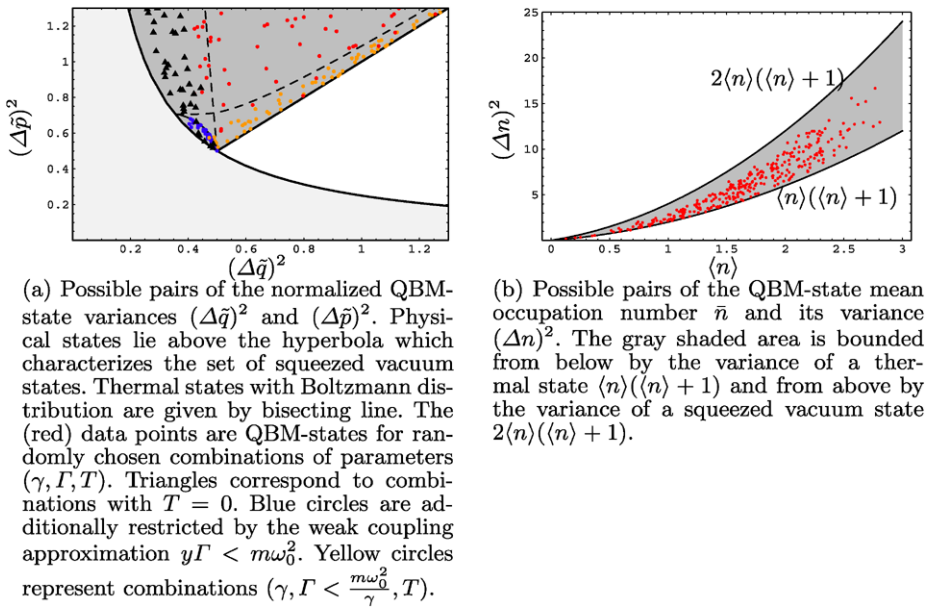 1.2
1.0
0.8
0.6
0.4
0.2
(Δp̃)²
0.2 0.4 0.6 0.8 1.0 1.2
(Δq̃)²
25
20
15
10
5
(Δn)²
2⟨n⟩(⟨n⟩ + 1)
⟨n⟩(⟨n⟩ + 1)
0 0.5 1 1.5 2 2.5 3
⟨n⟩
(a) Possible pairs of the normalized QBM-
state variances (Δq̃)² and (Δp̃)². Physi-
cal states lie above the hyperbola which
characterizes the set of squeezed vacuum
states. Thermal states with Boltzmann dis-
tribution are given by bisecting line. The
(red) data points are QBM-states for ran-
domly chosen combinations of parameters
(γ, Γ, T). Triangles correspond to combi-
nations with T = 0. Blue circles are ad-
ditionally restricted by the weak coupling
approximation yΓ < mω₀². Yellow circles
represent combinations (γ, Γ < mω₀²/γ, T).
(b) Possible pairs of the QBM-state mean
occupation number n̄ and its variance
(Δn)². The gray shaded area is bounded
from below by the variance of a ther-
mal state ⟨n⟩(⟨n⟩ + 1) and from above by
the variance of a squeezed vacuum state
2⟨n⟩(⟨n⟩ + 1).